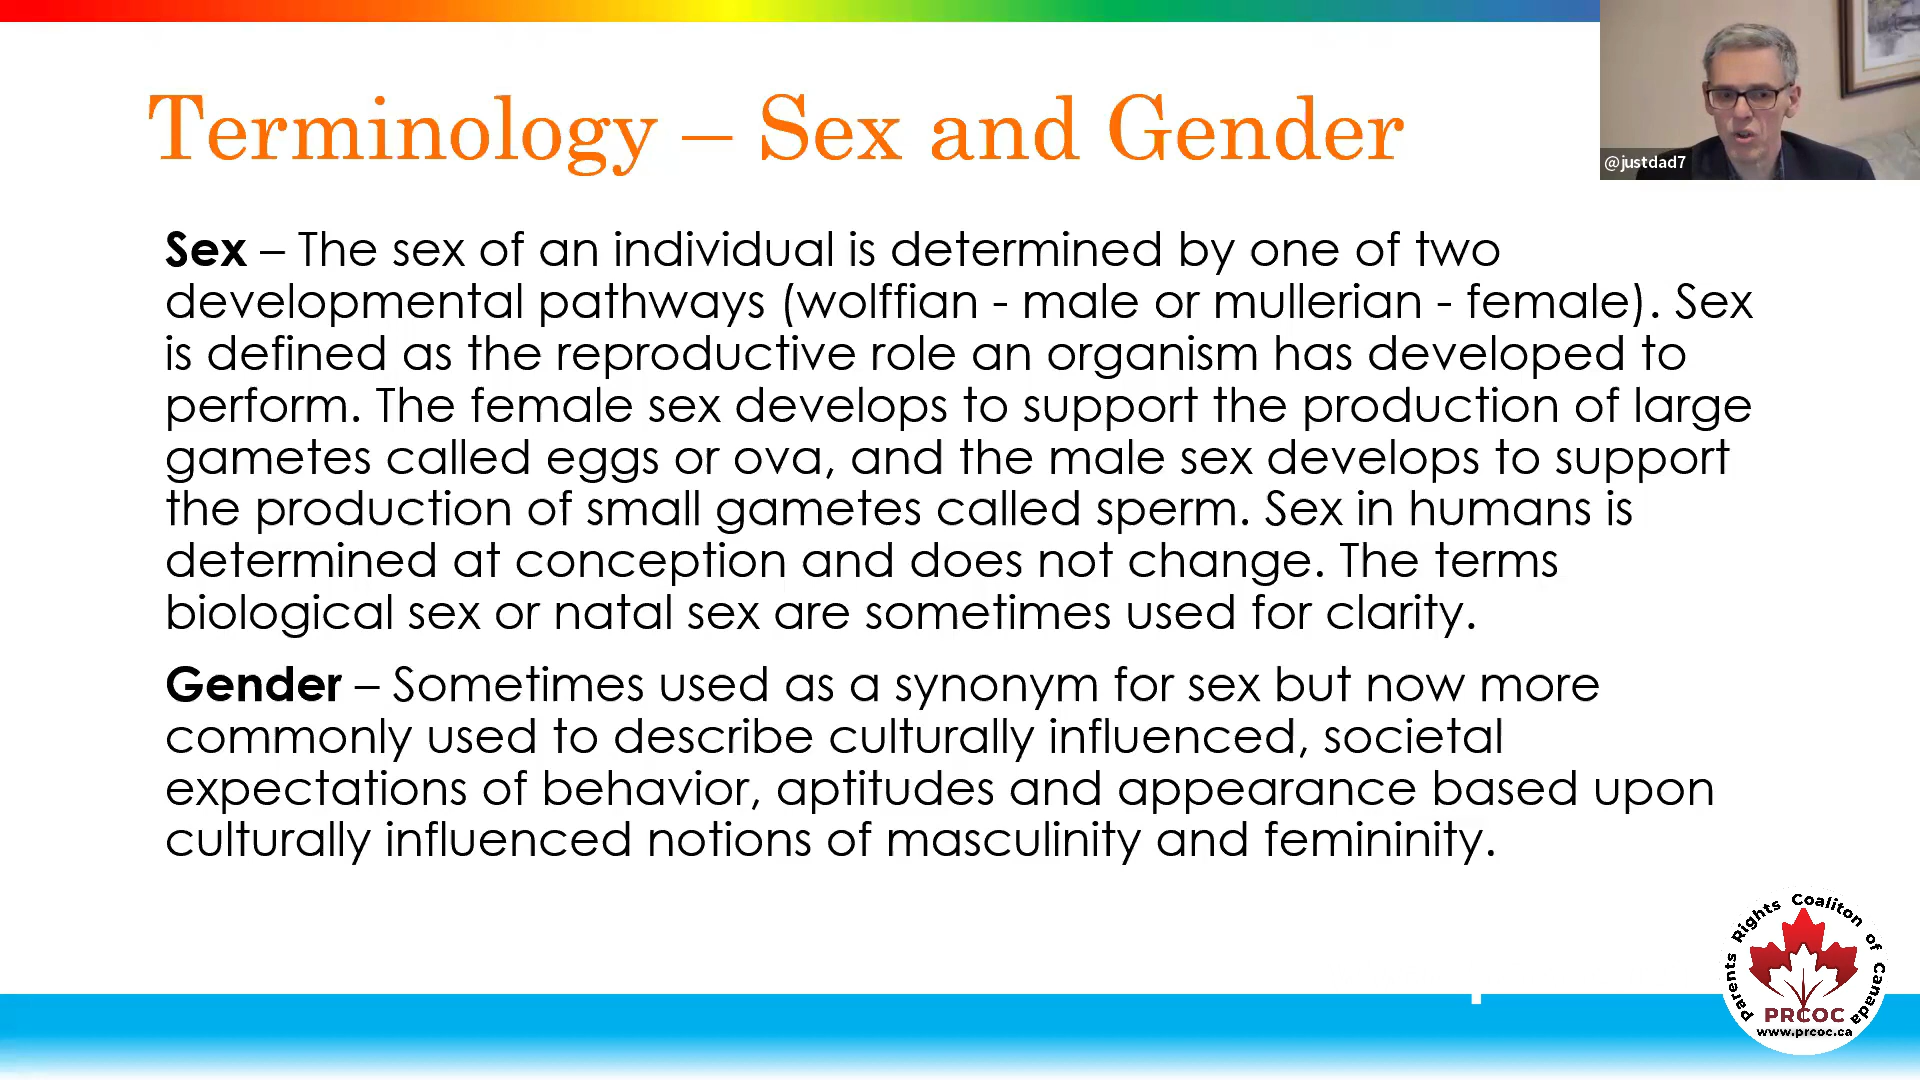 Terminology – Sex and Gender
@justdad7
Sex – The sex of an individual is determined by one of two
developmental pathways (wolffian - male or mullerian - female). Sex
is defined as the reproductive role an organism has developed to
perform. The female sex develops to support the production of large
gametes called eggs or ova, and the male sex develops to support
the production of small gametes called sperm. Sex in humans is
determined at conception and does not change. The terms
biological sex or natal sex are sometimes used for clarity.
Gender – Sometimes used as a synonym for sex but now more
commonly used to describe culturally influenced, societal
expectations of behavior, aptitudes and appearance based upon
culturally influenced notions of masculinity and femininity.
Parents Rights Coaliton of Canada
PRCOC
www.prcoc.ca